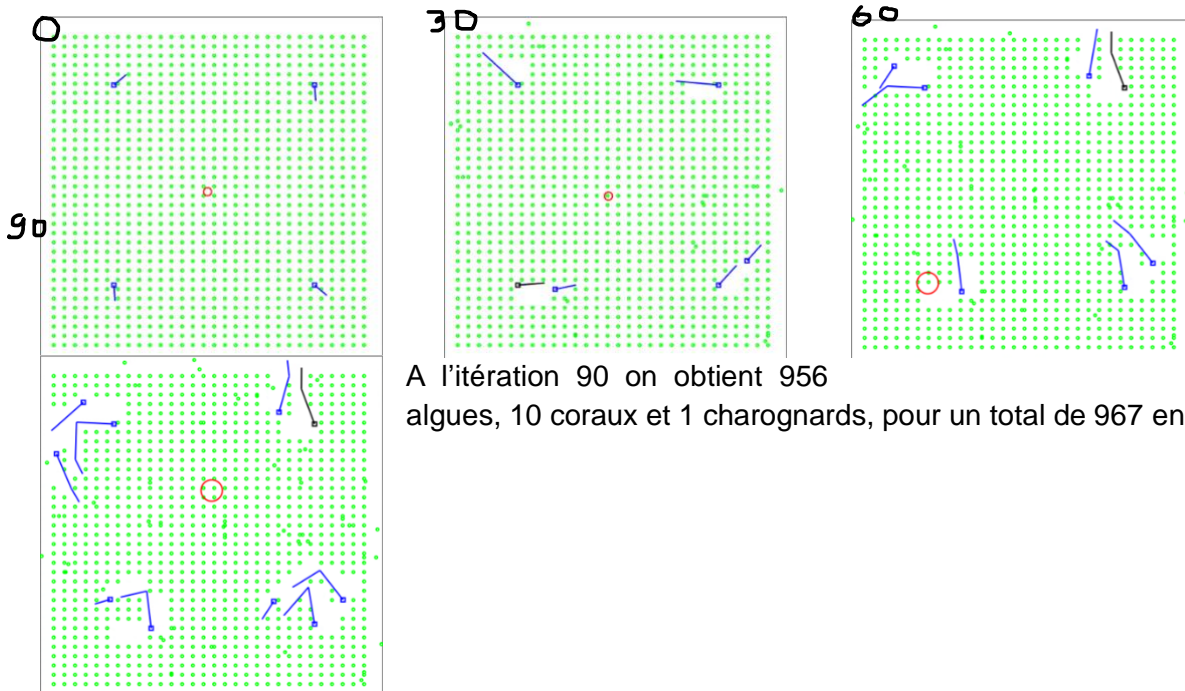 0
30
60
90
A l'itération 90 on obtient 956
algues, 10 coraux et 1 charognards, pour un total de 967 en